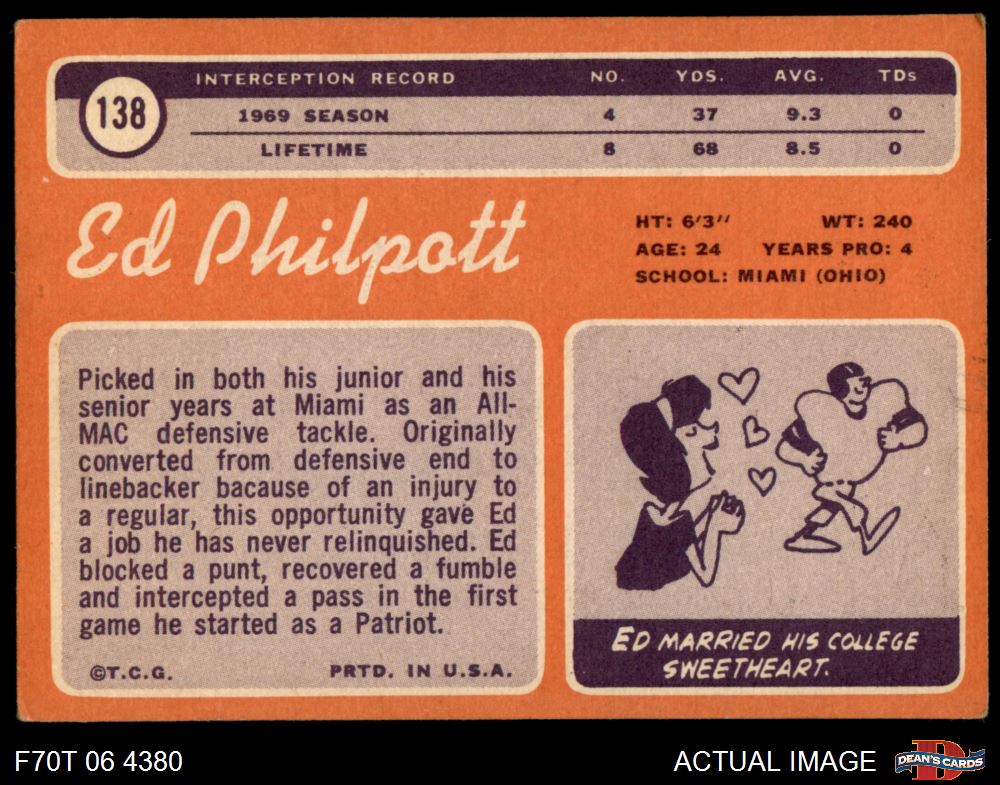 INTERCEPTION RECORD NO. YDS. AVG. TDs
138
1969 SEASON 4 37 9.3 0
LIFETIME 8 68 8.5 0
Ed Philpott
HT: 6'3" WT: 240
AGE: 24 YEARS PRO: 4
SCHOOL: MIAMI (OHIO)
Picked in both his junior and his
senior years at Miami as an All-
MAC defensive tackle. Originally
converted from defensive end to
linebacker bacause of an injury to
a regular, this opportunity gave Ed
a job he has never relinquished. Ed
blocked a punt, recovered a fumble
and intercepted a pass in the first
game he started as a Patriot.
©T.C.G. PRTD. IN U.S.A.
ED MARRIED HIS COLLEGE
SWEETHEART.
F70T 06 4380 ACTUAL IMAGE
D
DEAN'S CARDS